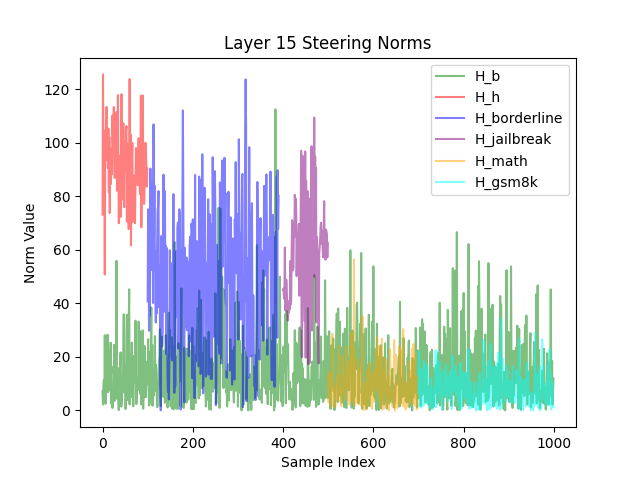 Layer 15 Steering Norms
H_b
H_h
H_borderline
H_jailbreak
H_math
H_gsm8k
Norm Value
120
100
80
60
40
20
0
0 200 400 600 800 1000
Sample Index